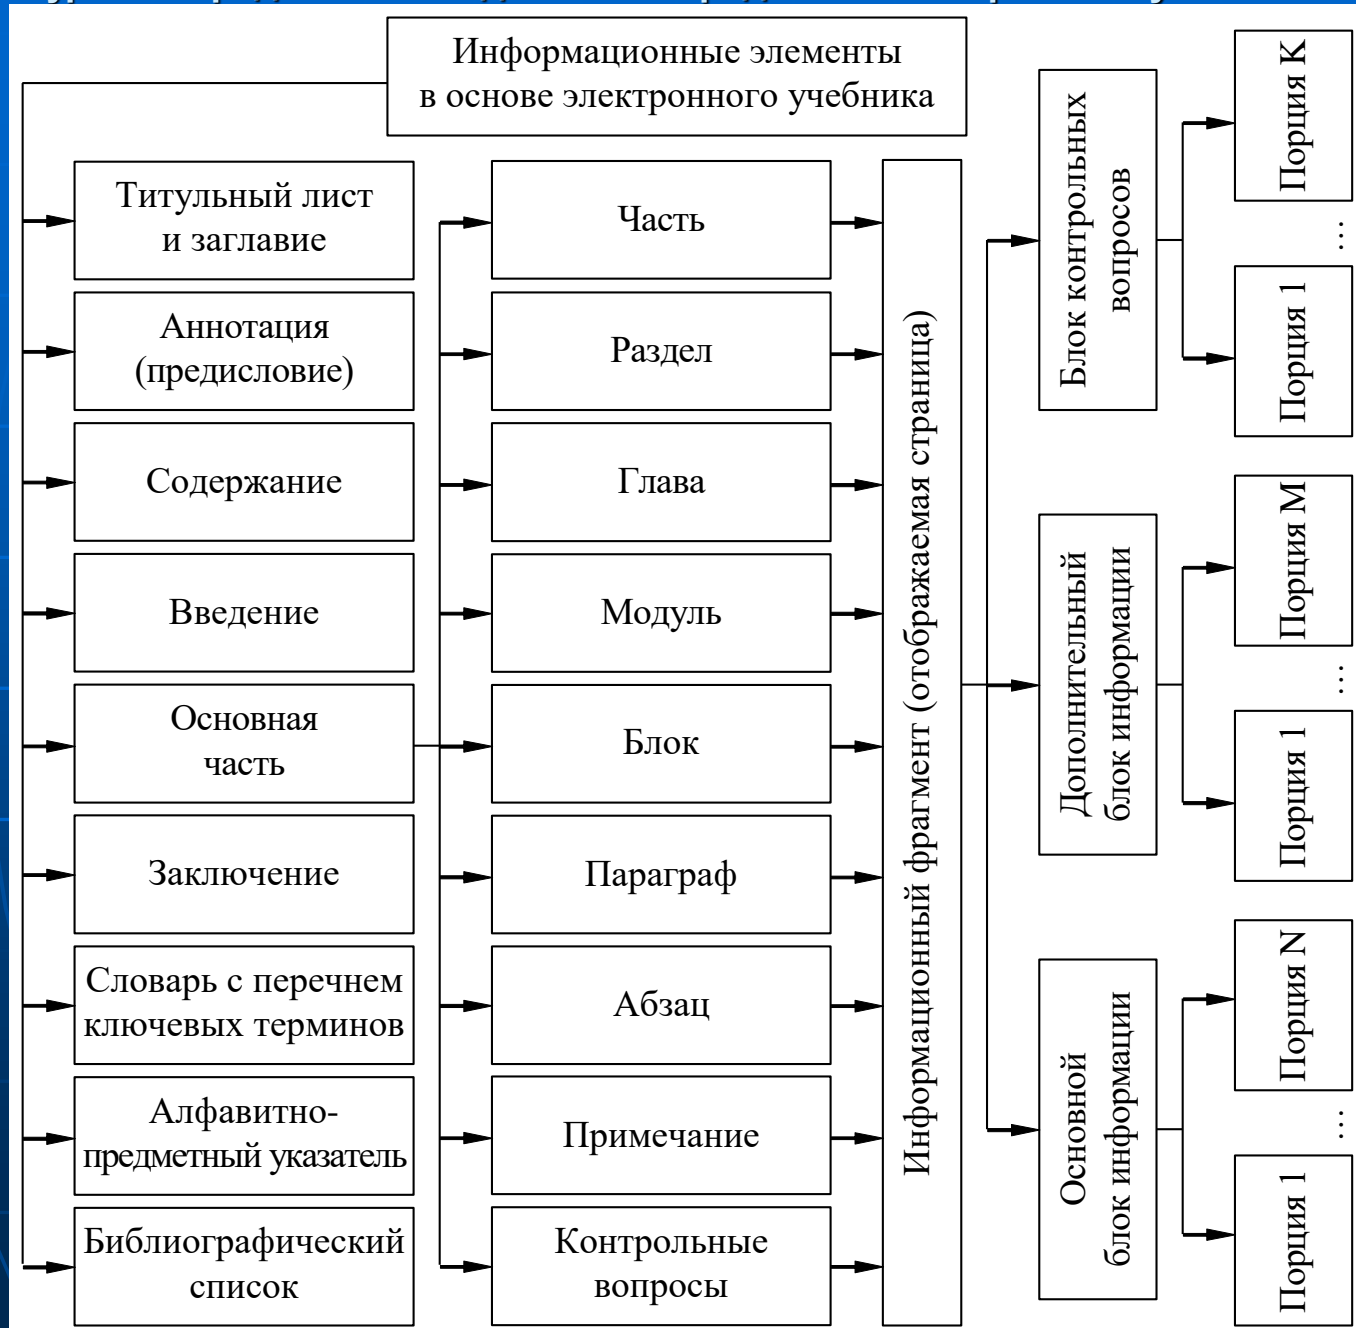 Информационные элементы
в основе электронного учебника
Титульный лист
и заглавие
Аннотация
(предисловие)
Содержание
Введение
Основная
часть
Заключение
Словарь с перечнем
ключевых терминов
Алфавитно-
предметный указатель
Библиографический
список
Часть
Раздел
Глава
Модуль
Блок
Параграф
Абзац
Примечание
Контрольные
вопросы
Информационный фрагмент (отображаемая страница)
Блок контрольных
вопросов
Порция K
...
Порция 1
Дополнительный
блок информации
Порция M
...
Порция 1
Основной
блок информации
Порция N
...
Порция 1